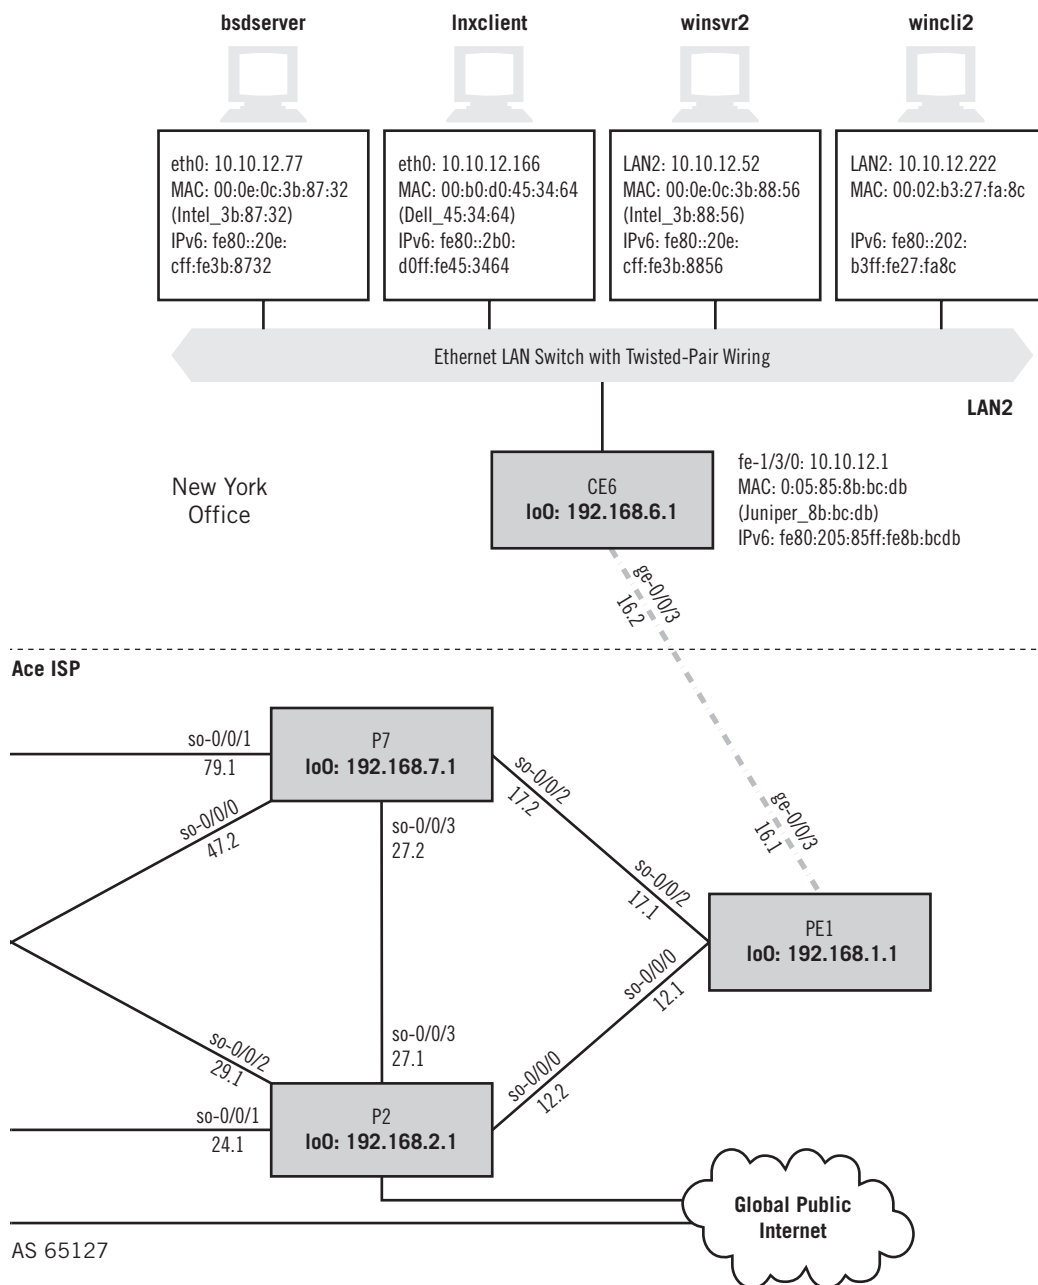 bsdserver
lnxclient
winsvr2
wincli2
eth0: 10.10.12.77
MAC: 00:0e:0c:3b:87:32
(Intel_3b:87:32)
IPv6: fe80::20e:
cff:fe3b:8732
eth0: 10.10.12.166
MAC: 00:b0:d0:45:34:64
(Dell_45:34:64)
IPv6: fe80::2b0:
d0ff:fe45:3464
LAN2: 10.10.12.52
MAC: 00:0e:0c:3b:88:56
(Intel_3b:88:56)
IPv6: fe80::20e:
cff:fe3b:8856
LAN2: 10.10.12.222
MAC: 00:02:b3:27:fa:8c
IPv6: fe80::202:
b3ff:fe27:fa8c
Ethernet LAN Switch with Twisted-Pair Wiring
LAN2
New York
Office
CE6
lo0: 192.168.6.1
fe-1/3/0: 10.10.12.1
MAC: 0:05:85:8b:bc:db
(Juniper_8b:bc:db)
IPv6: fe80:205:85ff:fe8b:bcdb
ge-0/0/3
16.2
Ace ISP
so-0/0/1
79.1
P7
lo0: 192.168.7.1
so-0/0/2
17.2
so-0/0/0
47.2
so-0/0/3
27.2
ge-0/0/3
16.1
so-0/0/2
17.1
PE1
lo0: 192.168.1.1
so-0/0/0
12.1
so-0/0/2
29.1
so-0/0/3
27.1
so-0/0/0
12.2
so-0/0/1
24.1
P2
lo0: 192.168.2.1
Global Public
Internet
AS 65127